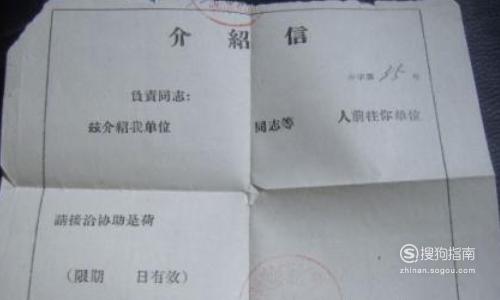 介紹信
字第 35 号
負責同志：
兹介紹我单位 同志等 人前往你单位
請接洽协助是荷
（限期 日有效）
搜狗指南
zhinan.sogou.com